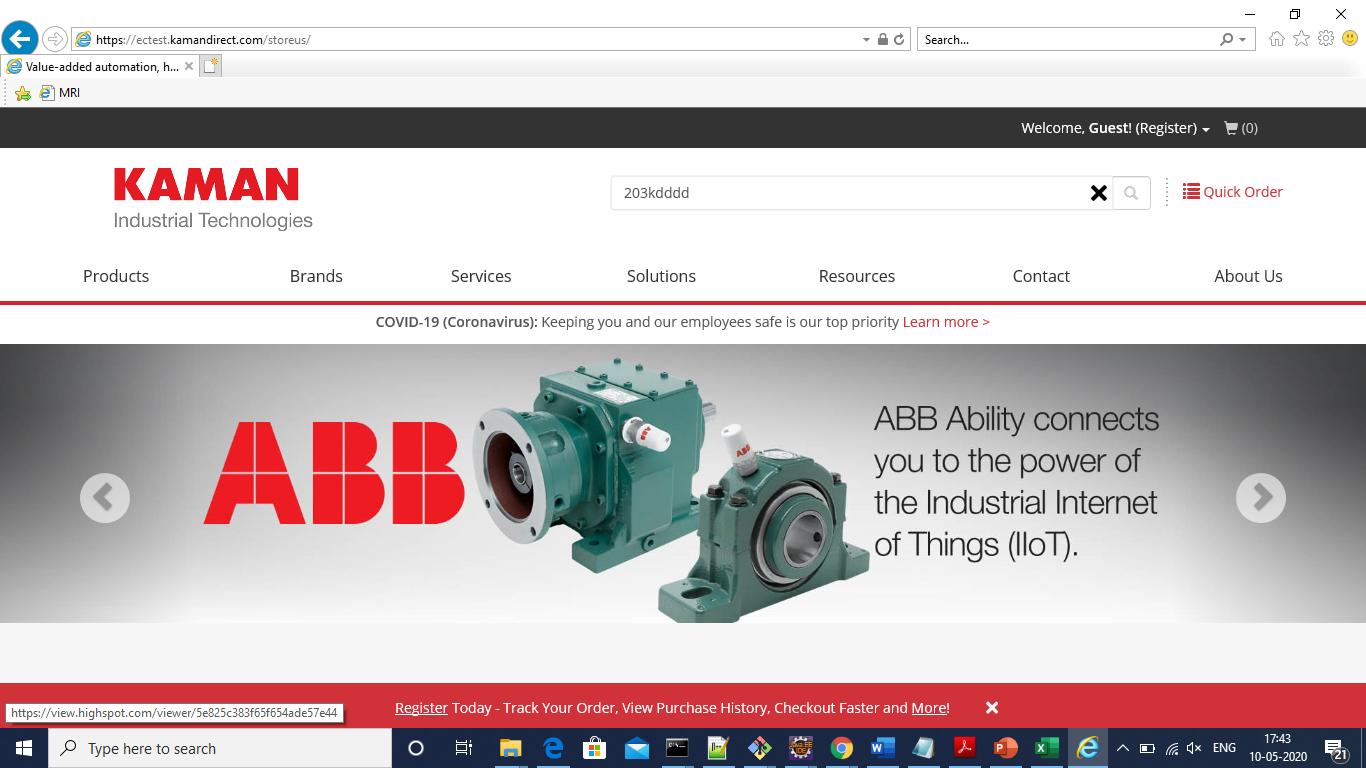 https://ectest.kamandirect.com/storeus/
Search...
Value-added automation, h...
MRI
Welcome, Guest! (Register)
(0)
KAMAN
Industrial Technologies
203kdddd
Quick Order
Products Brands Services Solutions Resources Contact About Us
COVID-19 (Coronavirus): Keeping you and our employees safe is our top priority Learn more >
ABB
ABB
ABB
ABB Ability connects
you to the power of
the Industrial Internet
of Things (IIoT).
Register Today - Track Your Order, View Purchase History, Checkout Faster and More!
https://view.highspot.com/viewer/5e825c383f65f654ade57e44
Type here to search
ENG
17:43
10-05-2020
21